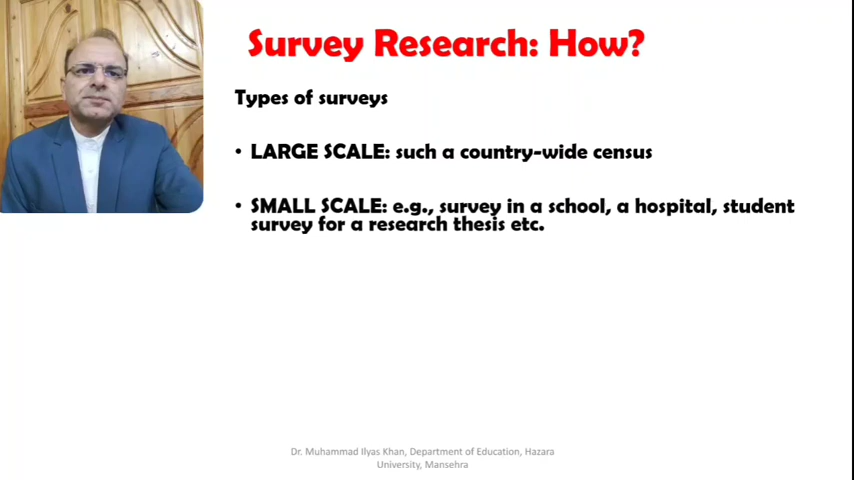 Survey Research: How?
Types of surveys
• LARGE SCALE: such a country-wide census
• SMALL SCALE: e.g., survey in a school, a hospital, student
survey for a research thesis etc.
Dr. Muhammad Ilyas Khan, Department of Education, Hazara
University, Mansehra